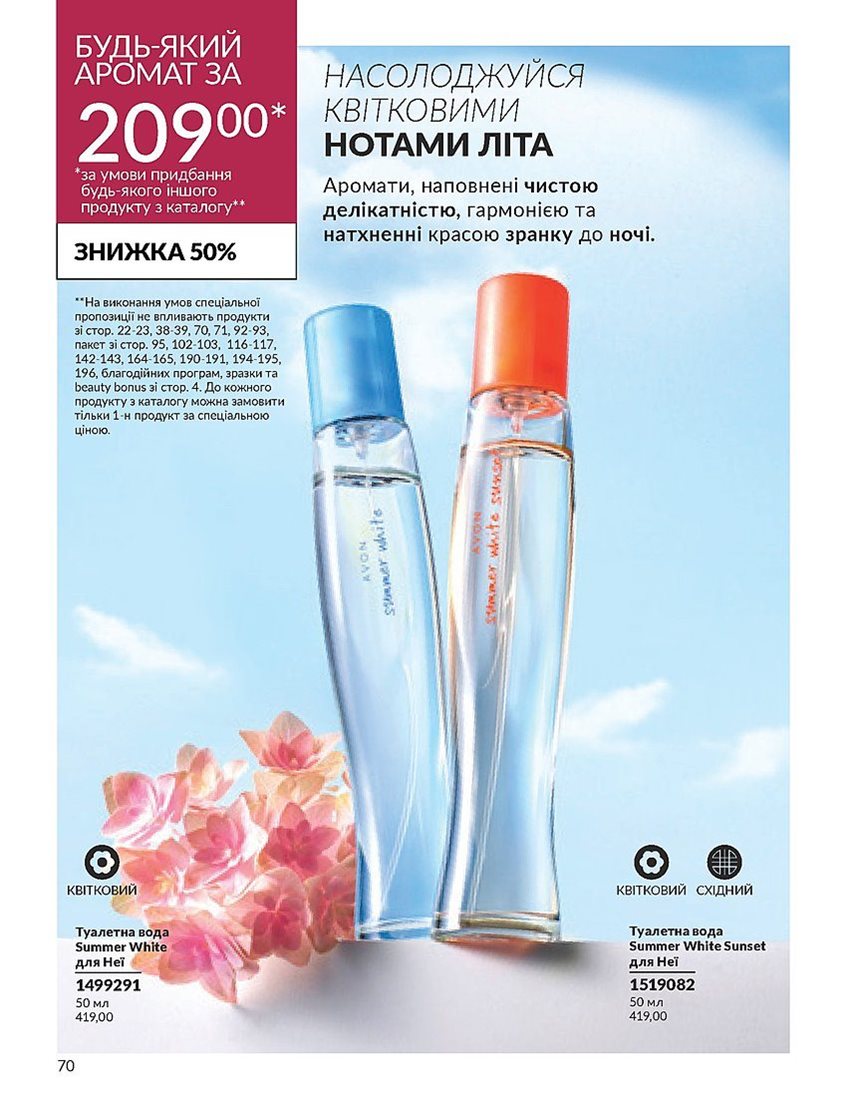 БУДЬ-ЯКИЙ
АРОМАТ ЗА
209⁰⁰*
*за умови придбання
будь-якого іншого
продукту з каталогу**
ЗНИЖКА 50%
**На виконання умов спеціальної
пропозиції не впливають продукти
зі стор. 22-23, 38-39, 70, 71, 92-93,
пакет зі стор. 95, 102-103, 116-117,
142-143, 164-165, 190-191, 194-195,
196, благодійних програм, зразки та
beauty bonus зі стор. 4. До кожного
продукту з каталогу можна замовити
тільки 1-н продукт за спеціальною
ціною.
НАСОЛОДЖУЙСЯ
КВІТКОВИМИ
НОТАМИ ЛІТА
Аромати, наповнені чистою
делікатністю, гармонією та
натхненні красою зранку до ночі.
AVON
summer white
AVON
summer white sunset
КВІТКОВИЙ
Туалетна вода
Summer White
для Неї
1499291
50 мл
419,00
КВІТКОВИЙ СХІДНИЙ
Туалетна вода
Summer White Sunset
для Неї
1519082
50 мл
419,00
70